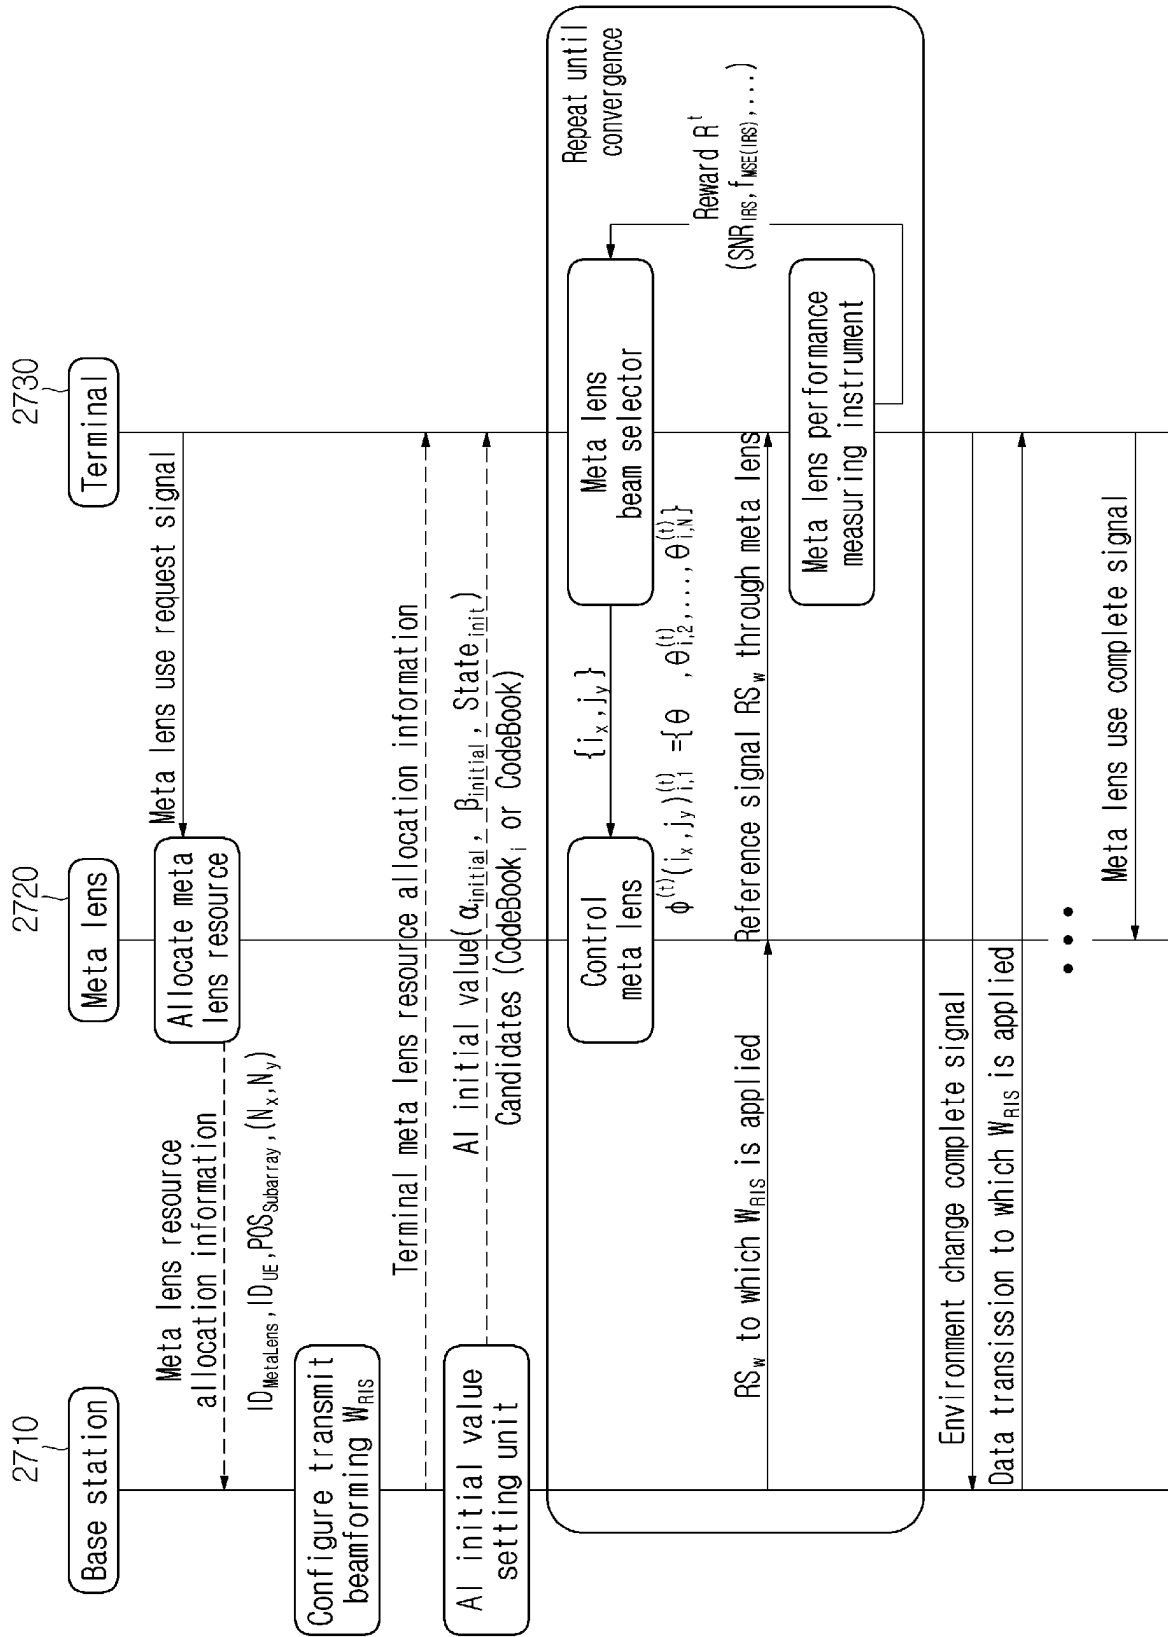 2710
2720
2730
Base station
Meta lens
Terminal
Meta lens use request signal
Allocate meta
lens resource
Meta lens resource
allocation information
ID_MetaLens, ID_UE, POS_Subarray, (N_x, N_y)
Configure transmit
beamforming W_RIS
Terminal meta lens resource allocation information
AI initial value
setting unit
AI initial value(α_initial, β_initial, State_init)
Candidates (CodeBook_i or CodeBook)
Repeat until
convergence
Meta lens
beam selector
{i_x, j_y}
Control
meta lens
Reward R^t
(SNR_IRS, f_MSE(IRS), ...)
ϕ^(t)(i_x, j_y)_i,1^(t) ={θ , θ_i,2^(t), ..., θ_i,N^(t)}
RS_w to which W_RIS is applied
Reference signal RS_w through meta lens
Meta lens performance
measuring instrument
Environment change complete signal
Data transission to which W_RIS is applied
Meta lens use complete signal